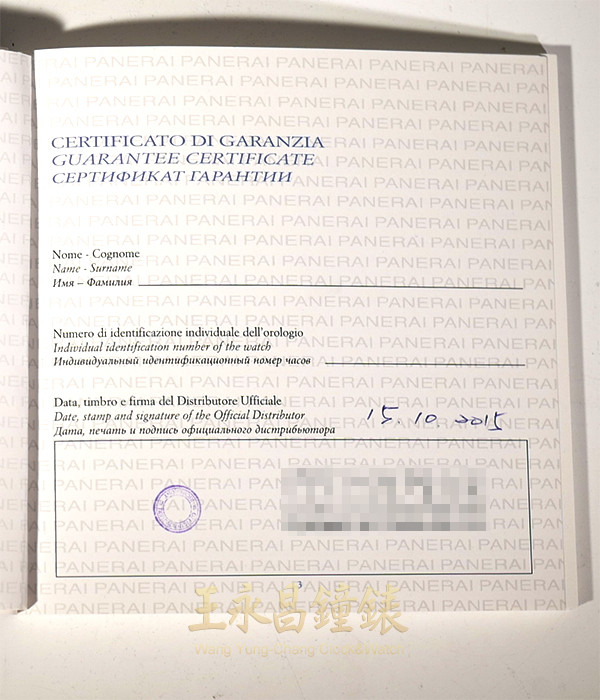 CERTIFICATO DI GARANZIA
GUARANTEE CERTIFICATE
СЕРТИФИКАТ ГАРАНТИИ
Nome - Cognome
Name - Surname
Имя – Фамилия
Numero di identificazione individuale dell'orologio
Individual identification number of the watch
Индивидуальный идентификационный номер часов
Data, timbro e firma del Distributore Ufficiale
Date, stamp and signature of the Official Distributor
Дата, печать и подпись официального дистрибьютора
15. 10. 2015
3
王永昌鐘錶
Wang Yung-Chang Clock&Watch